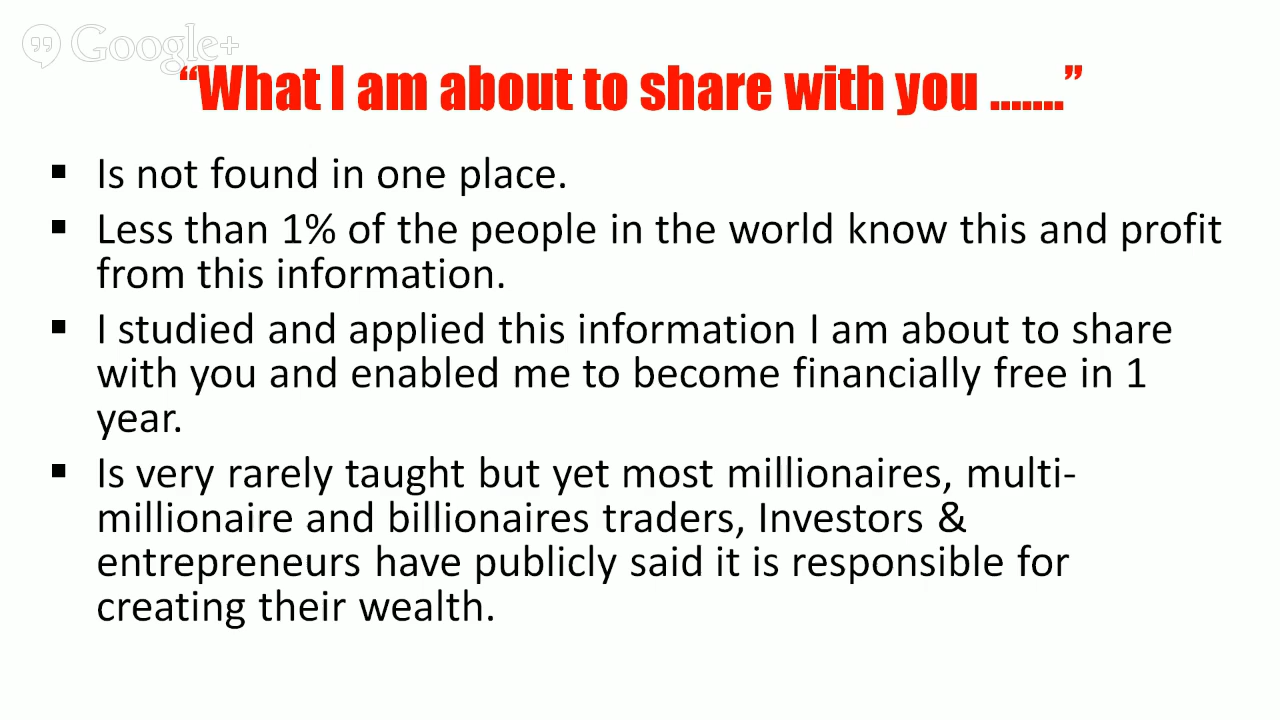 Google+
“What I am about to share with you .......”
▪ Is not found in one place.
▪ Less than 1% of the people in the world know this and profit
from this information.
▪ I studied and applied this information I am about to share
with you and enabled me to become financially free in 1
year.
▪ Is very rarely taught but yet most millionaires, multi-
millionaire and billionaires traders, Investors &
entrepreneurs have publicly said it is responsible for
creating their wealth.